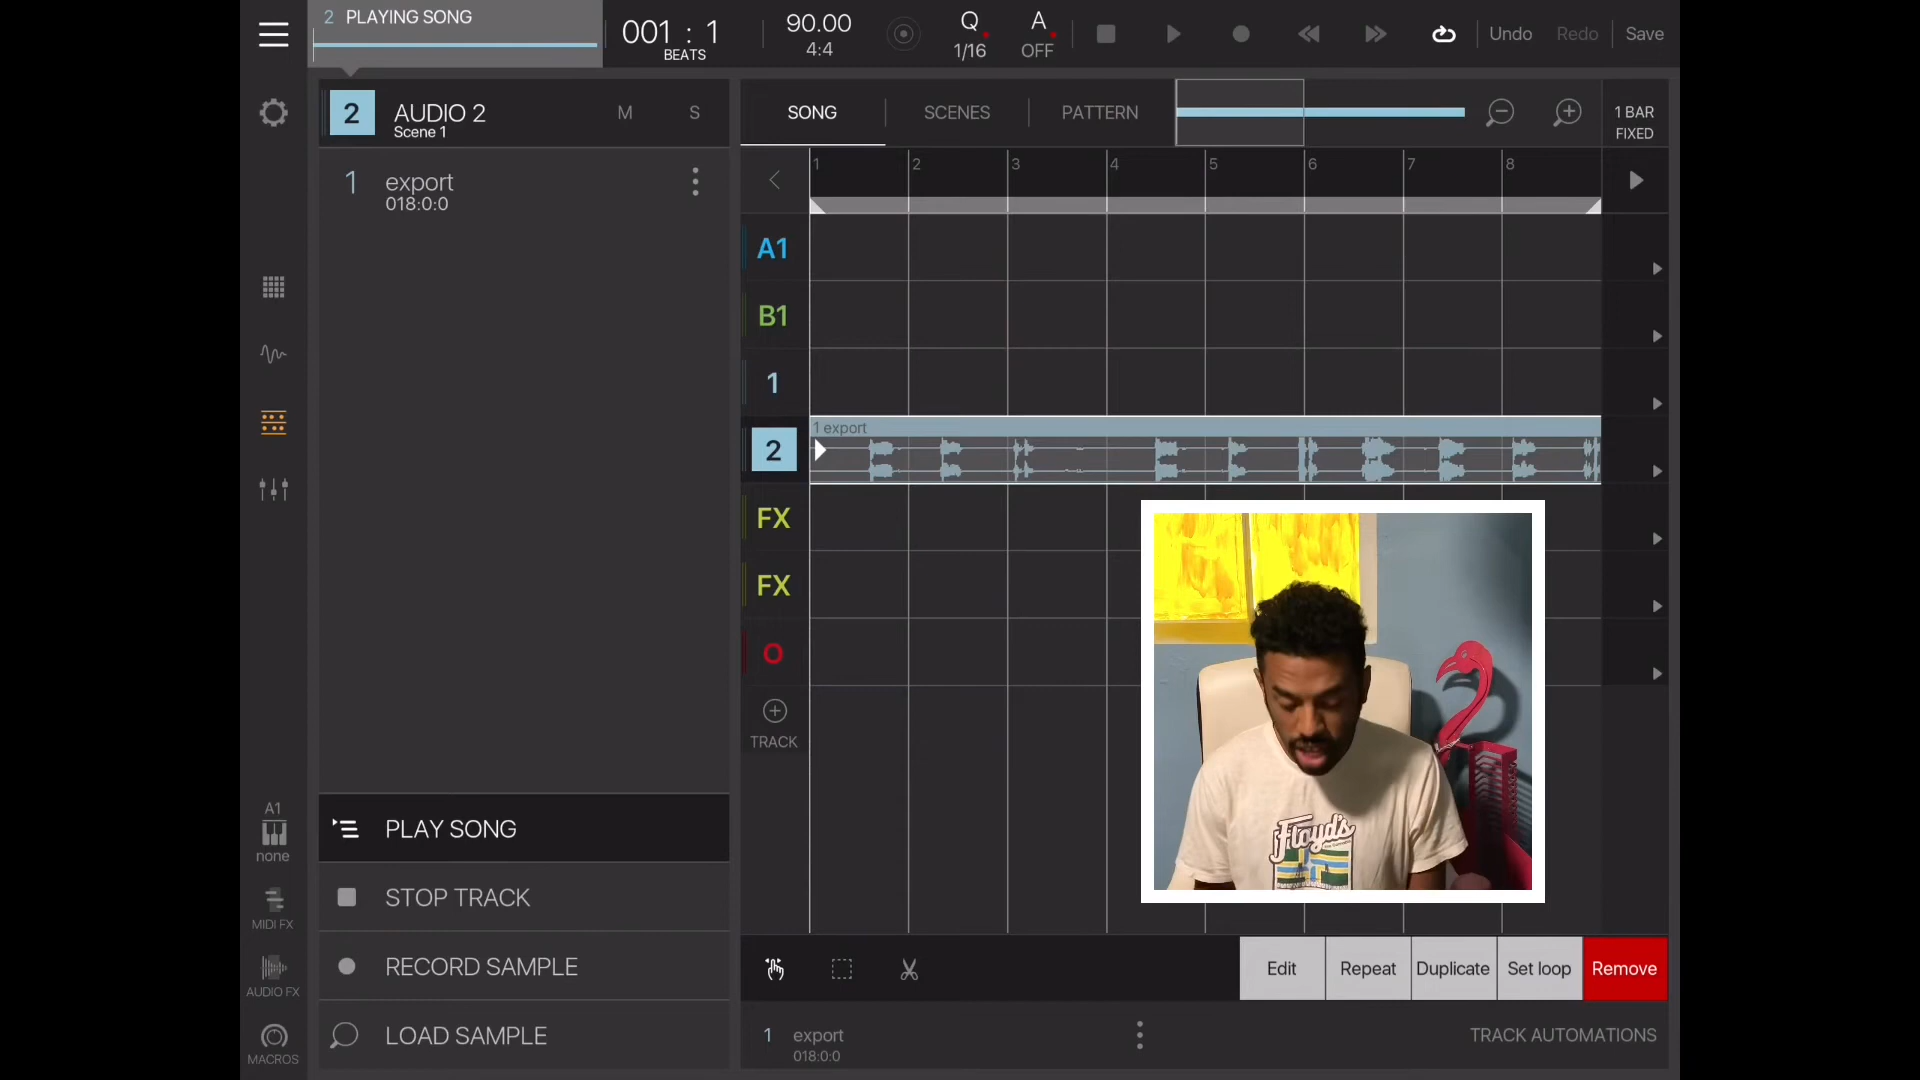 2 PLAYING SONG
001 : 1
BEATS
90.00
4:4
Q
1/16
A
OFF
Undo
Redo
Save
2
AUDIO 2
Scene 1
M
S
1
export
018:0:0
SONG
SCENES
PATTERN
1 BAR
FIXED
1
2
3
4
5
6
7
8
A1
B1
1
2
1 export
FX
FX
O
TRACK
Floyd's
A1
none
MIDI FX
AUDIO FX
MACROS
PLAY SONG
STOP TRACK
RECORD SAMPLE
LOAD SAMPLE
Edit
Repeat
Duplicate
Set loop
Remove
1
export
018:0:0
TRACK AUTOMATIONS